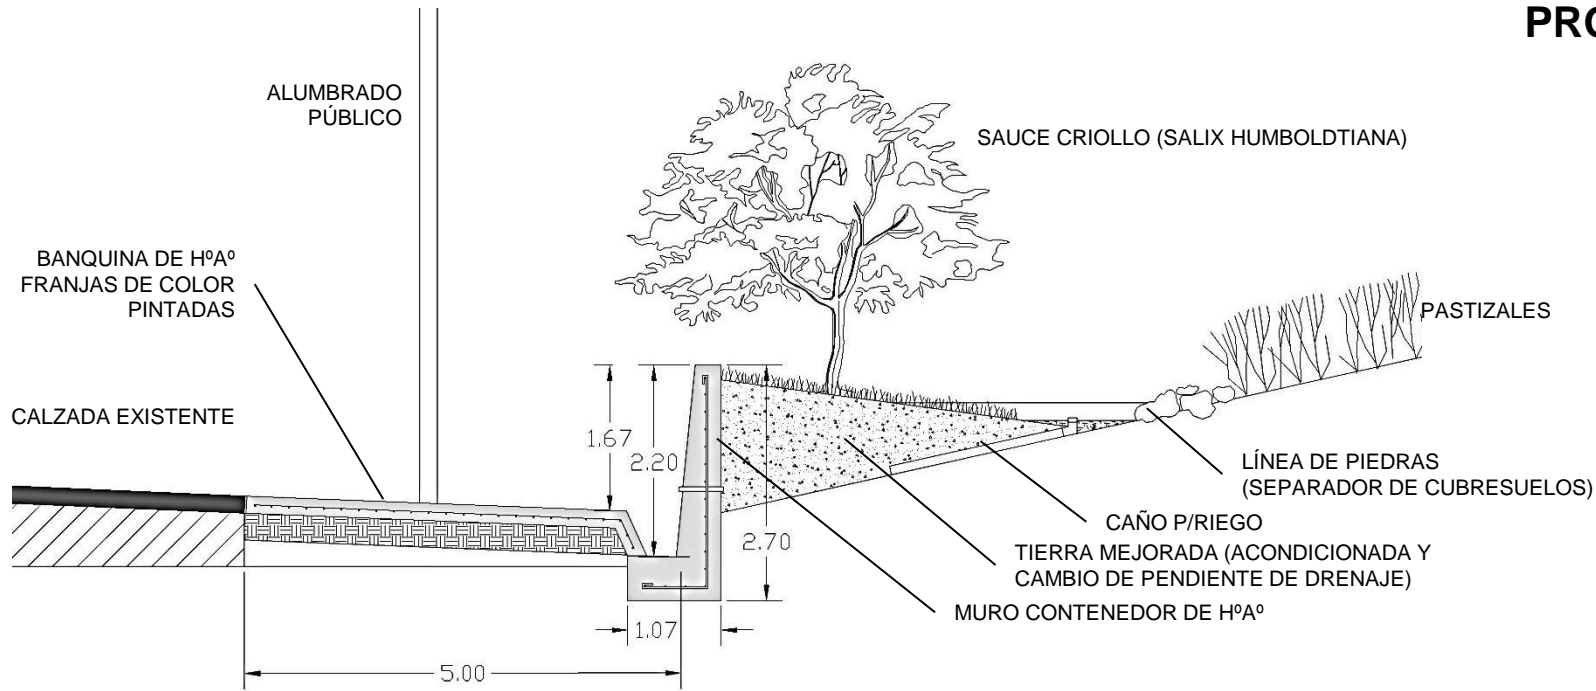 PRO
ALUMBRADO
PÚBLICO
SAUCE CRIOLLO (SALIX HUMBOLDTIANA)
BANQUINA DE HºAº
FRANJAS DE COLOR
PINTADAS
PASTIZALES
CALZADA EXISTENTE
1.67
2.20
LÍNEA DE PIEDRAS
(SEPARADOR DE CUBRESUELOS)
CAÑO P/RIEGO
2.70
TIERRA MEJORADA (ACONDICIONADA Y
CAMBIO DE PENDIENTE DE DRENAJE)
MURO CONTENEDOR DE HºAº
1.07
5.00